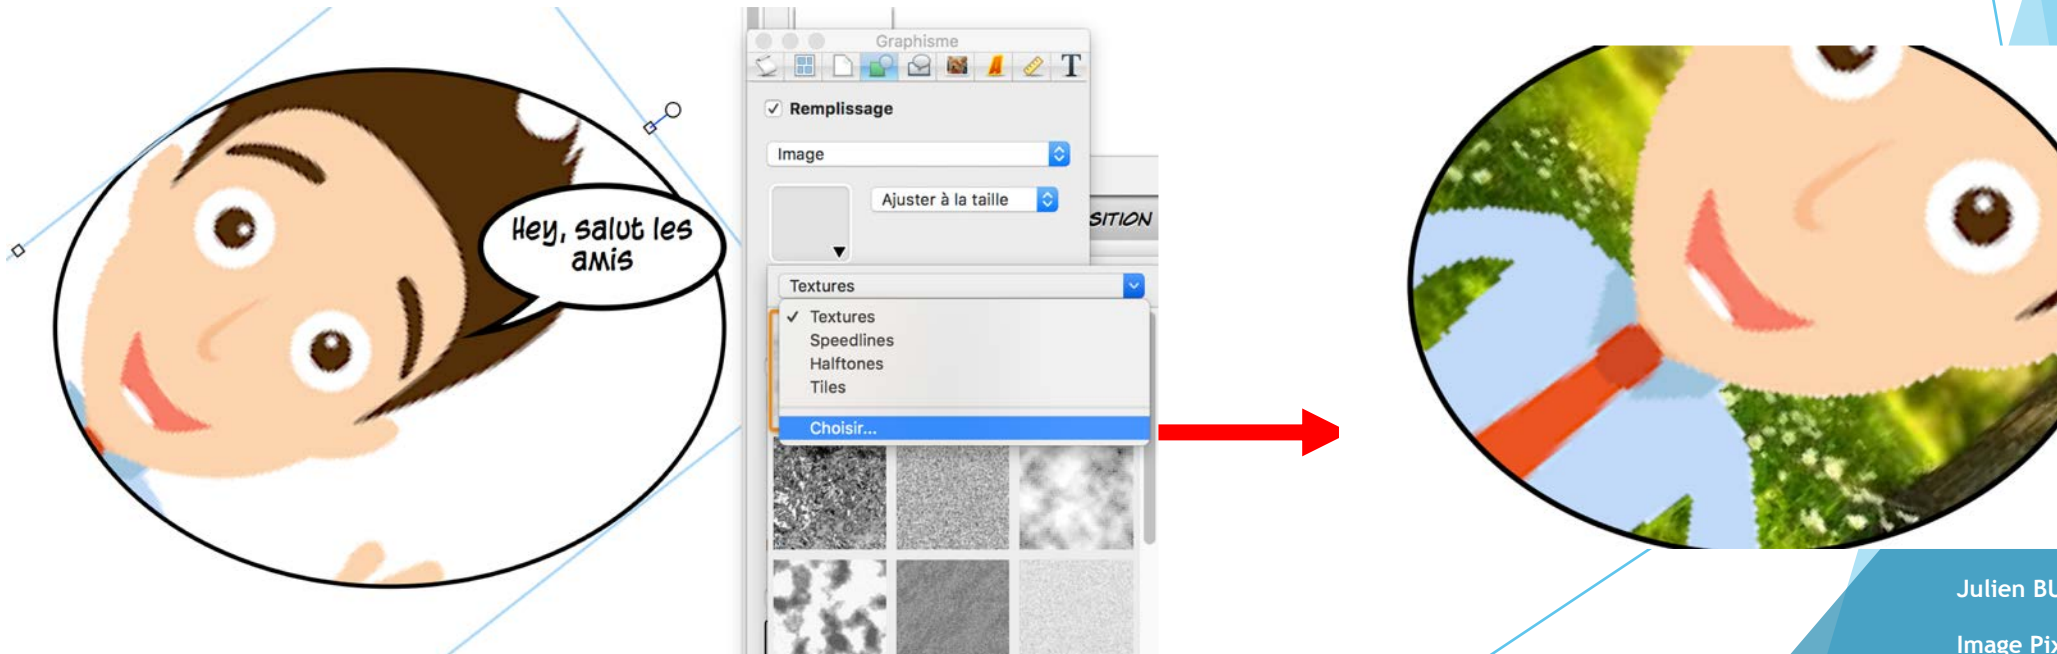 Hey, salut les
amis
Graphisme
T
Remplissage
Image
Ajuster à la taille
SITION
Textures
Textures
Speedlines
Halftones
Tiles
Choisir...
Julien BU
Image Pix